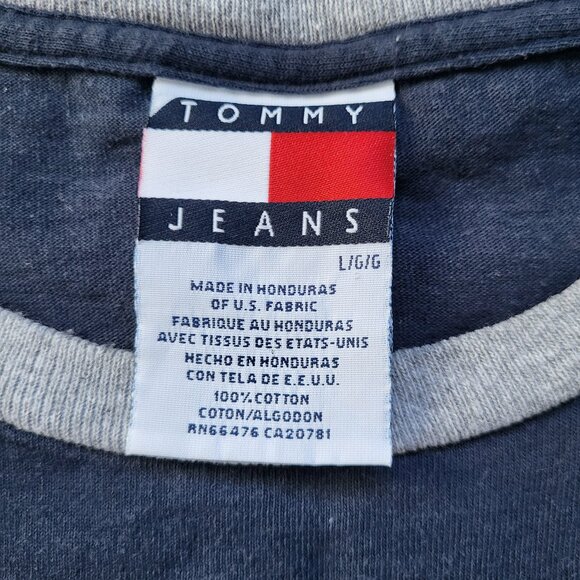 TOMMY
JEANS
L/G/G
MADE IN HONDURAS
OF U.S. FABRIC
FABRIQUE AU HONDURAS
AVEC TISSUS DES ETATS-UNIS
HECHO EN HONDURAS
CON TELA DE E.E.U.U.
100% COTTON
COTON/ALGODON
RN66476 CA20781